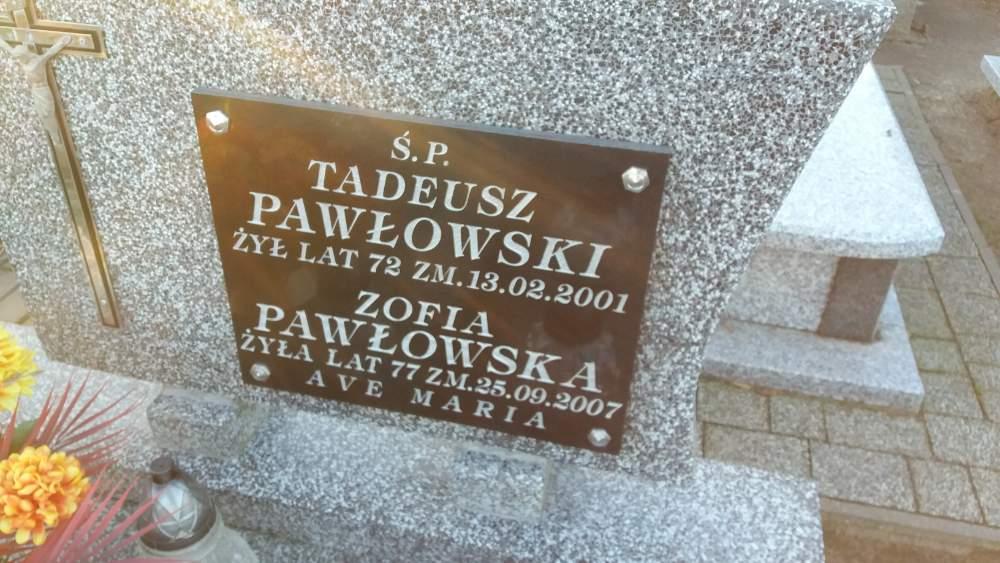 Ś.P.
TADEUSZ
PAWŁOWSKI
ŻYŁ LAT 72 ZM.13.02.2001
ZOFIA
PAWŁOWSKA
ŻYŁA LAT 77 ZM.25.09.2007
AVE MARIA